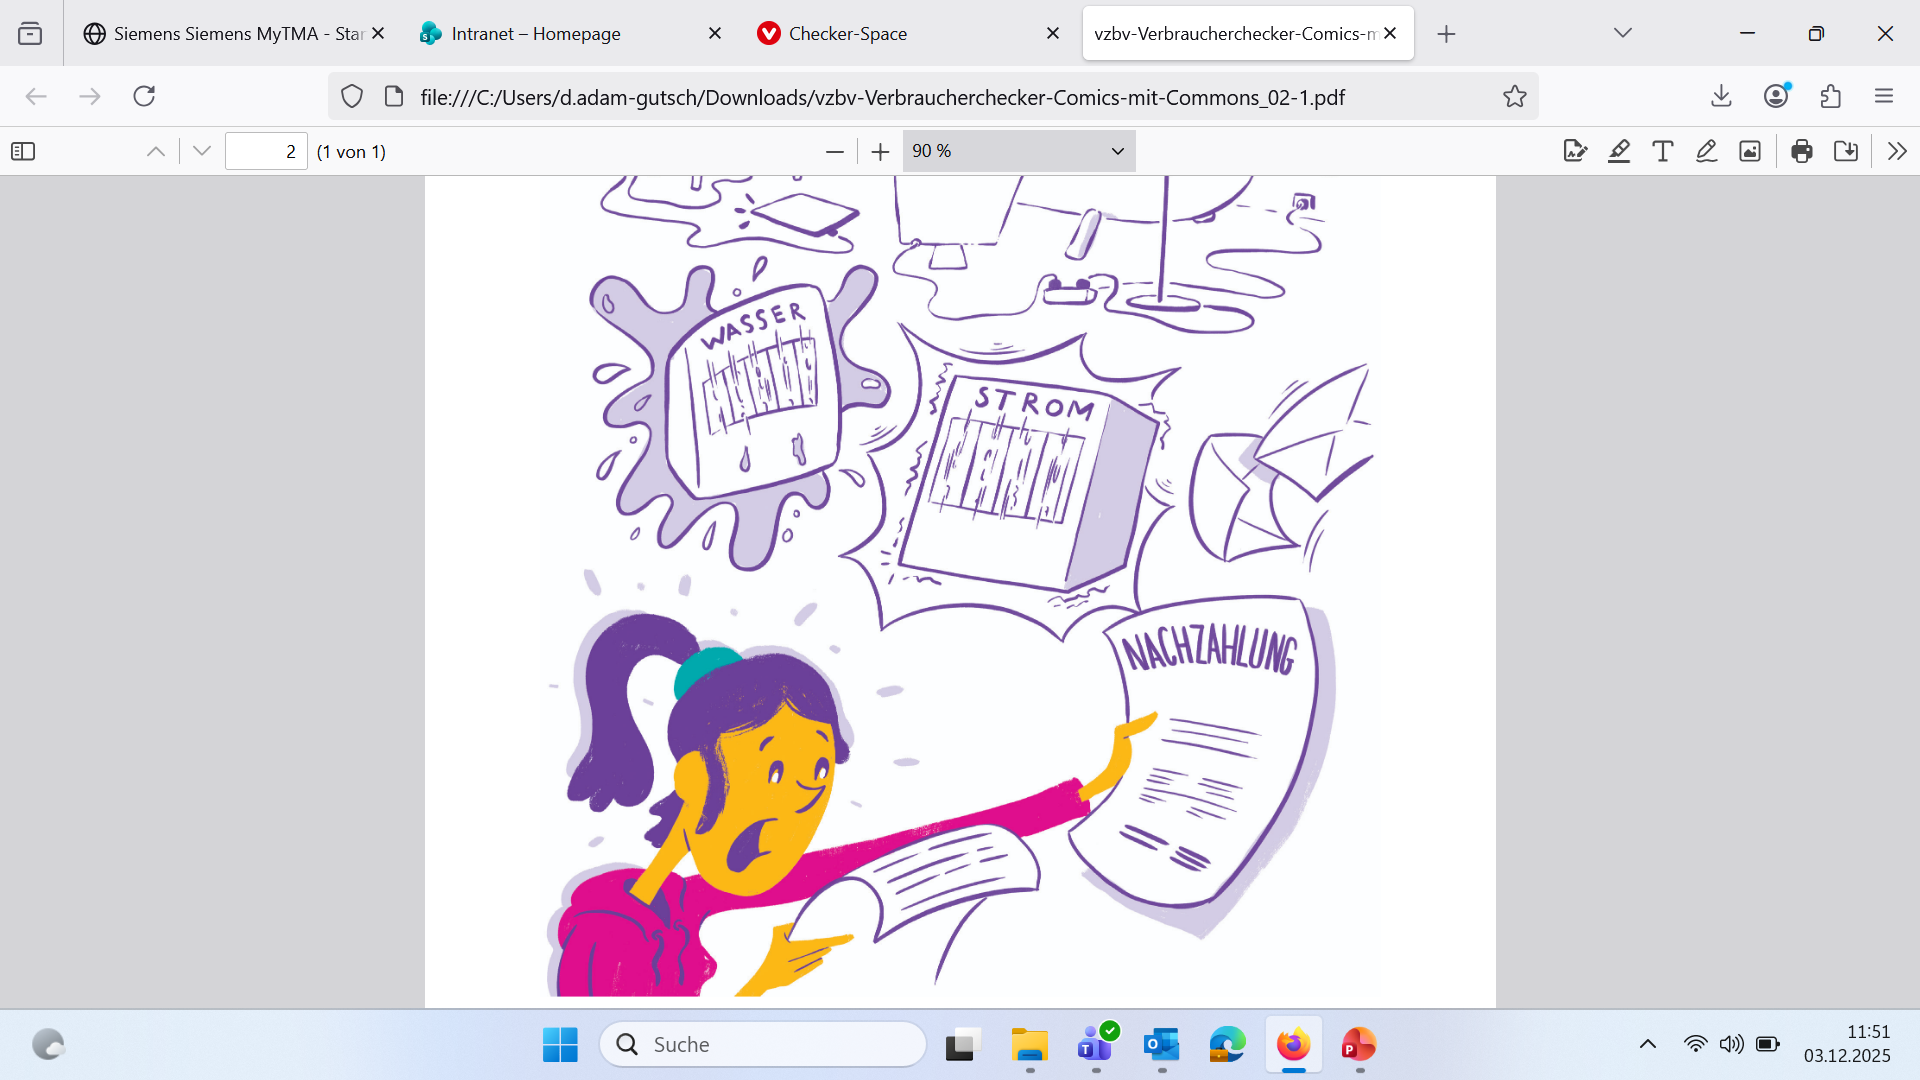 Siemens Siemens MyTMA - Star
Intranet – Homepage
Checker-Space
vzbv-Verbraucherchecker-Comics-m
file:///C:/Users/d.adam-gutsch/Downloads/vzbv-Verbraucherchecker-Comics-mit-Commons_02-1.pdf
2 (1 von 1)
90 %
WASSER
STROM
NACHZAHLUNG
Suche
11:51
03.12.2025